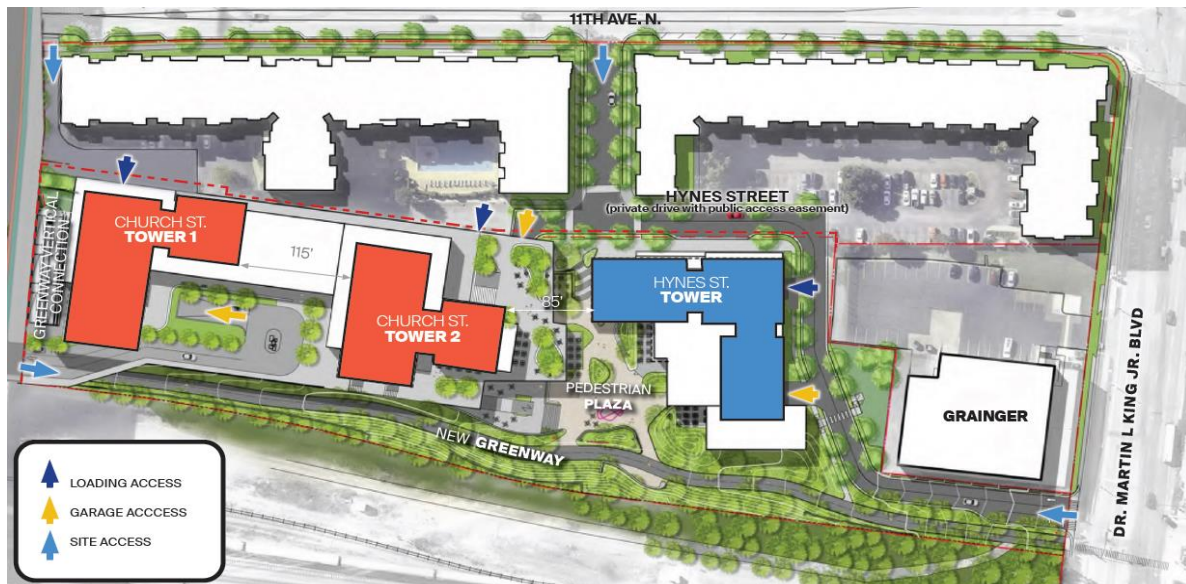 11TH AVE. N.
HYNES STREET
(private drive with public access easement)
GREENWAY VERTICAL
CONNECTION
CHURCH ST.
TOWER 1
115'
CHURCH ST.
TOWER 2
85'
HYNES ST.
TOWER
PEDESTRIAN
PLAZA
NEW GREENWAY
GRAINGER
DR. MARTIN L KING JR. BLVD
LOADING ACCESS
GARAGE ACCCESS
SITE ACCESS